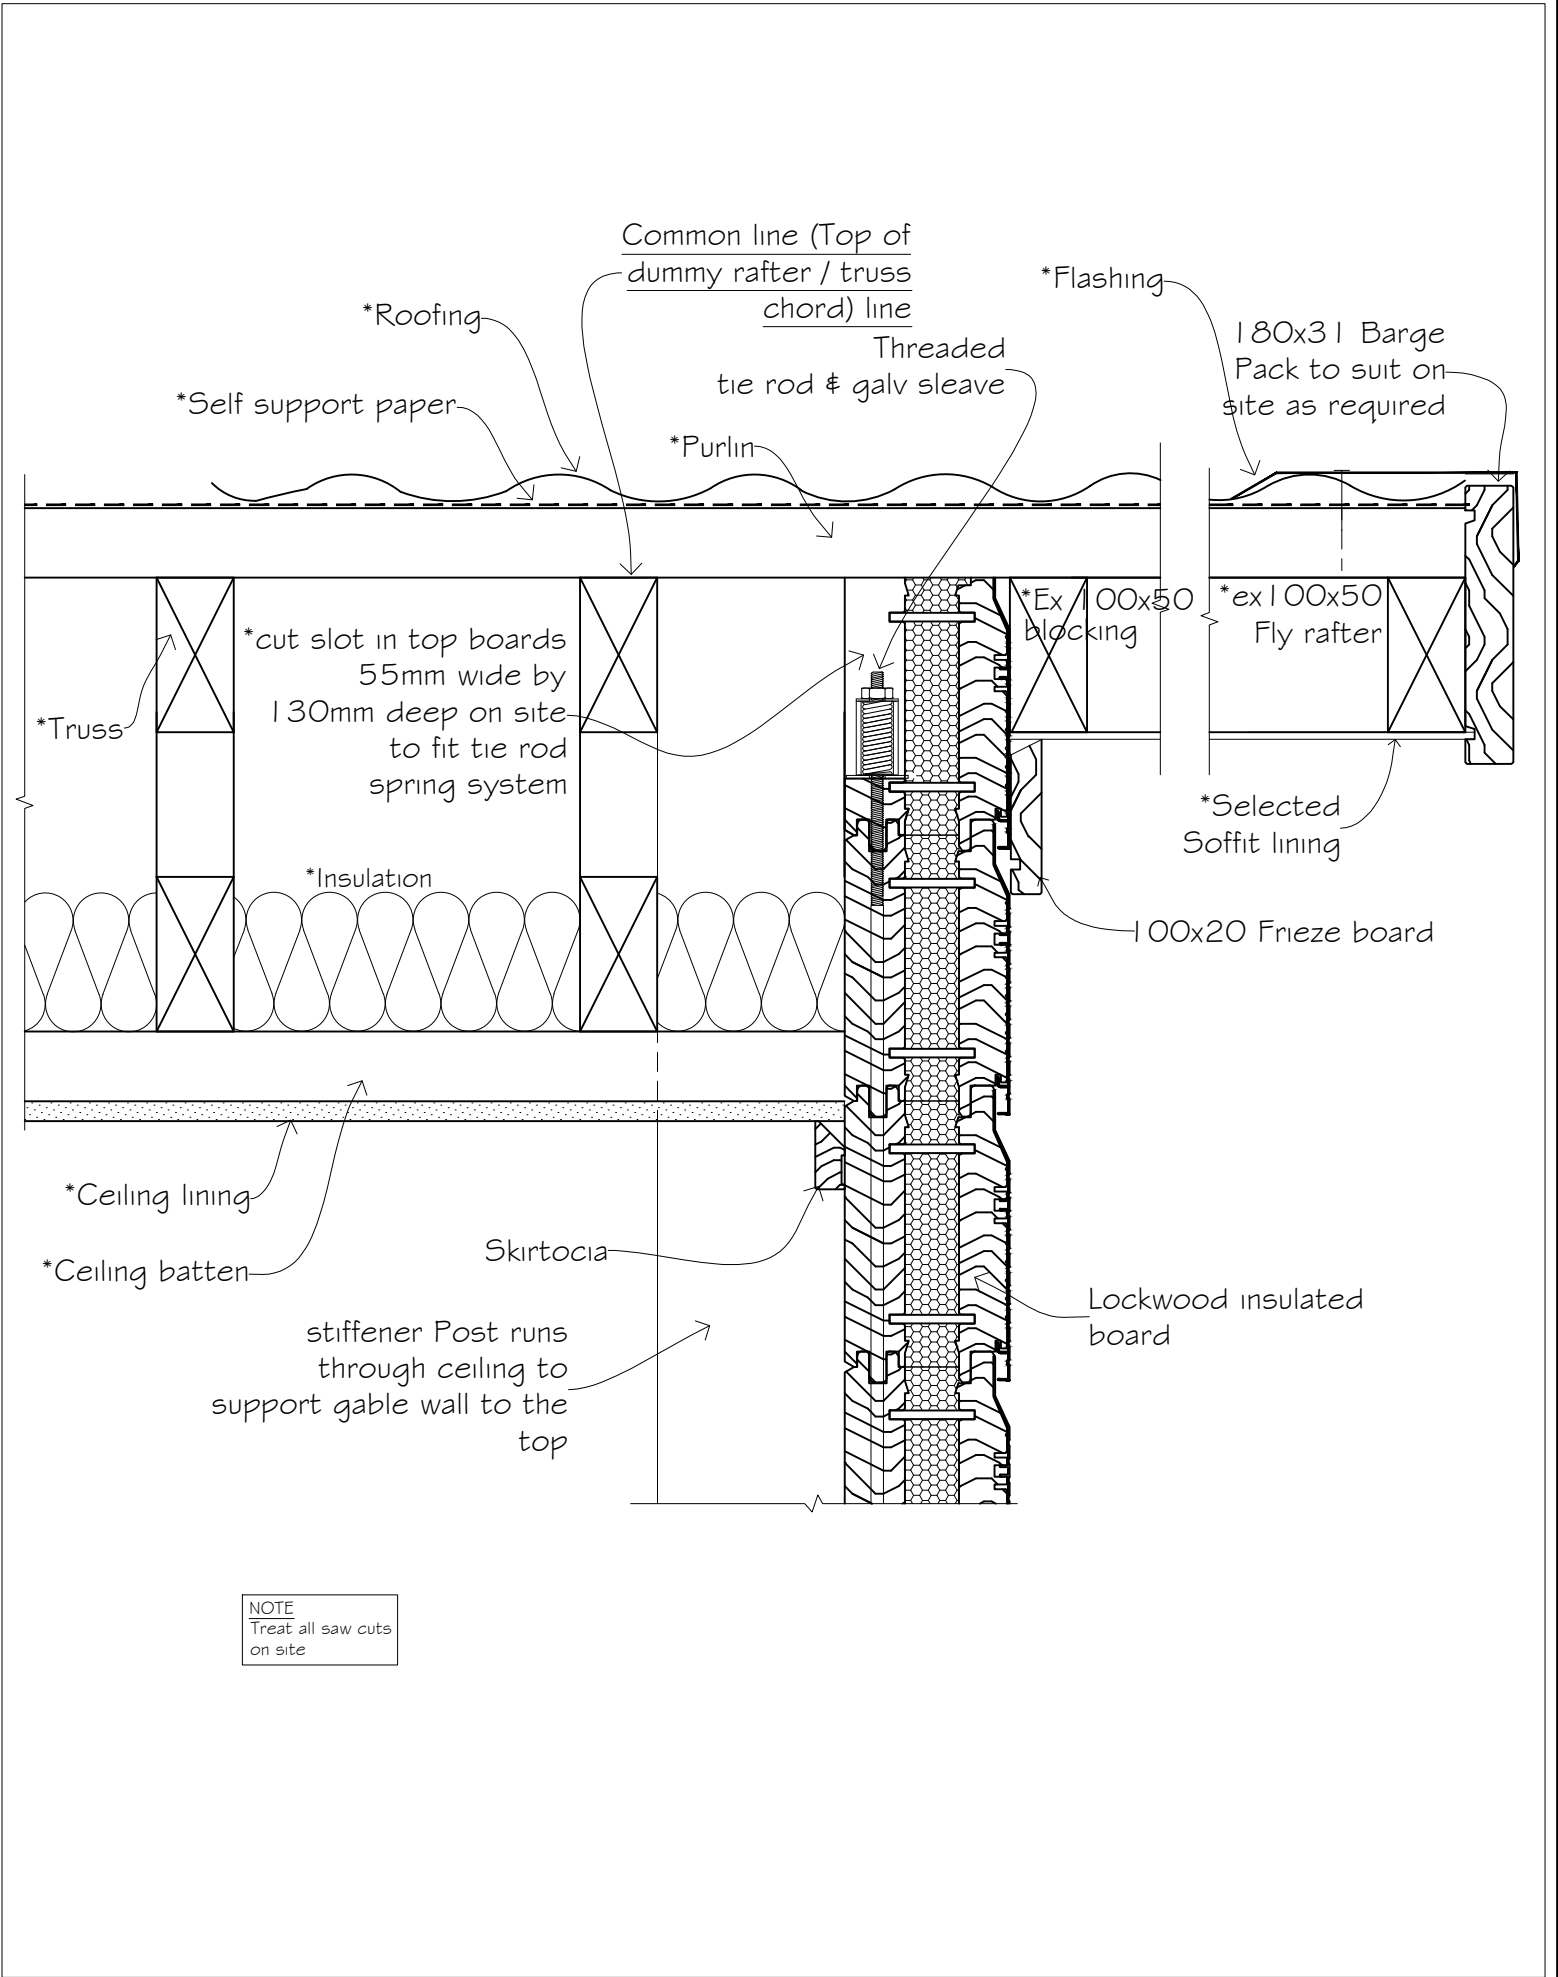 Common line (Top of
dummy rafter / truss
chord) line
*Flashing
*Roofing
180x31 Barge
Pack to suit on
site as required
Threaded
tie rod & galv sleave
*Self support paper
*Purlin
*Ex 100x50
blocking
*ex100x50
Fly rafter
*cut slot in top boards
55mm wide by
130mm deep on site
to fit tie rod
spring system
*Truss
*Selected
Soffit lining
*Insulation
100x20 Frieze board
*Ceiling lining
Skirtocia
*Ceiling batten
Lockwood insulated
board
stiffener Post runs
through ceiling to
support gable wall to the
top
NOTE
Treat all saw cuts
on site